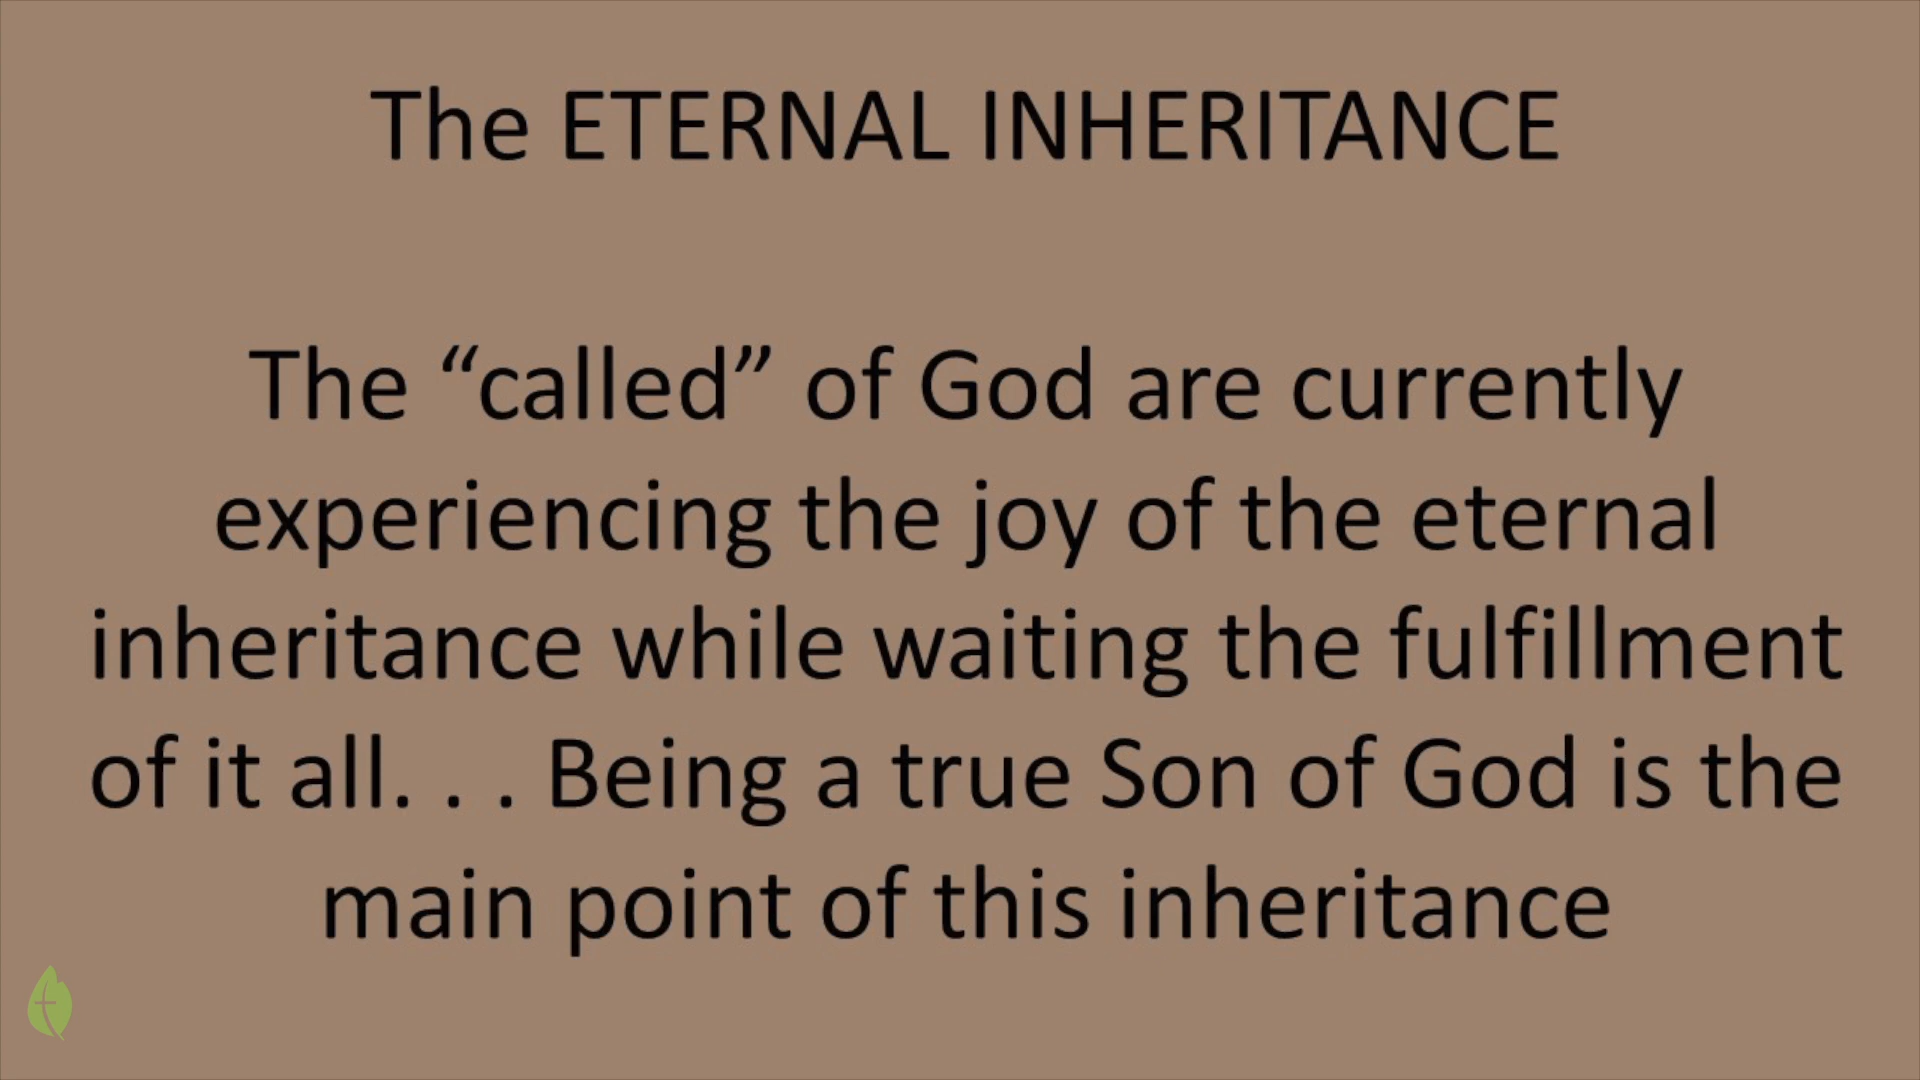 The ETERNAL INHERITANCE
The “called” of God are currently
experiencing the joy of the eternal
inheritance while waiting the fulfillment
of it all. . . Being a true Son of God is the
main point of this inheritance